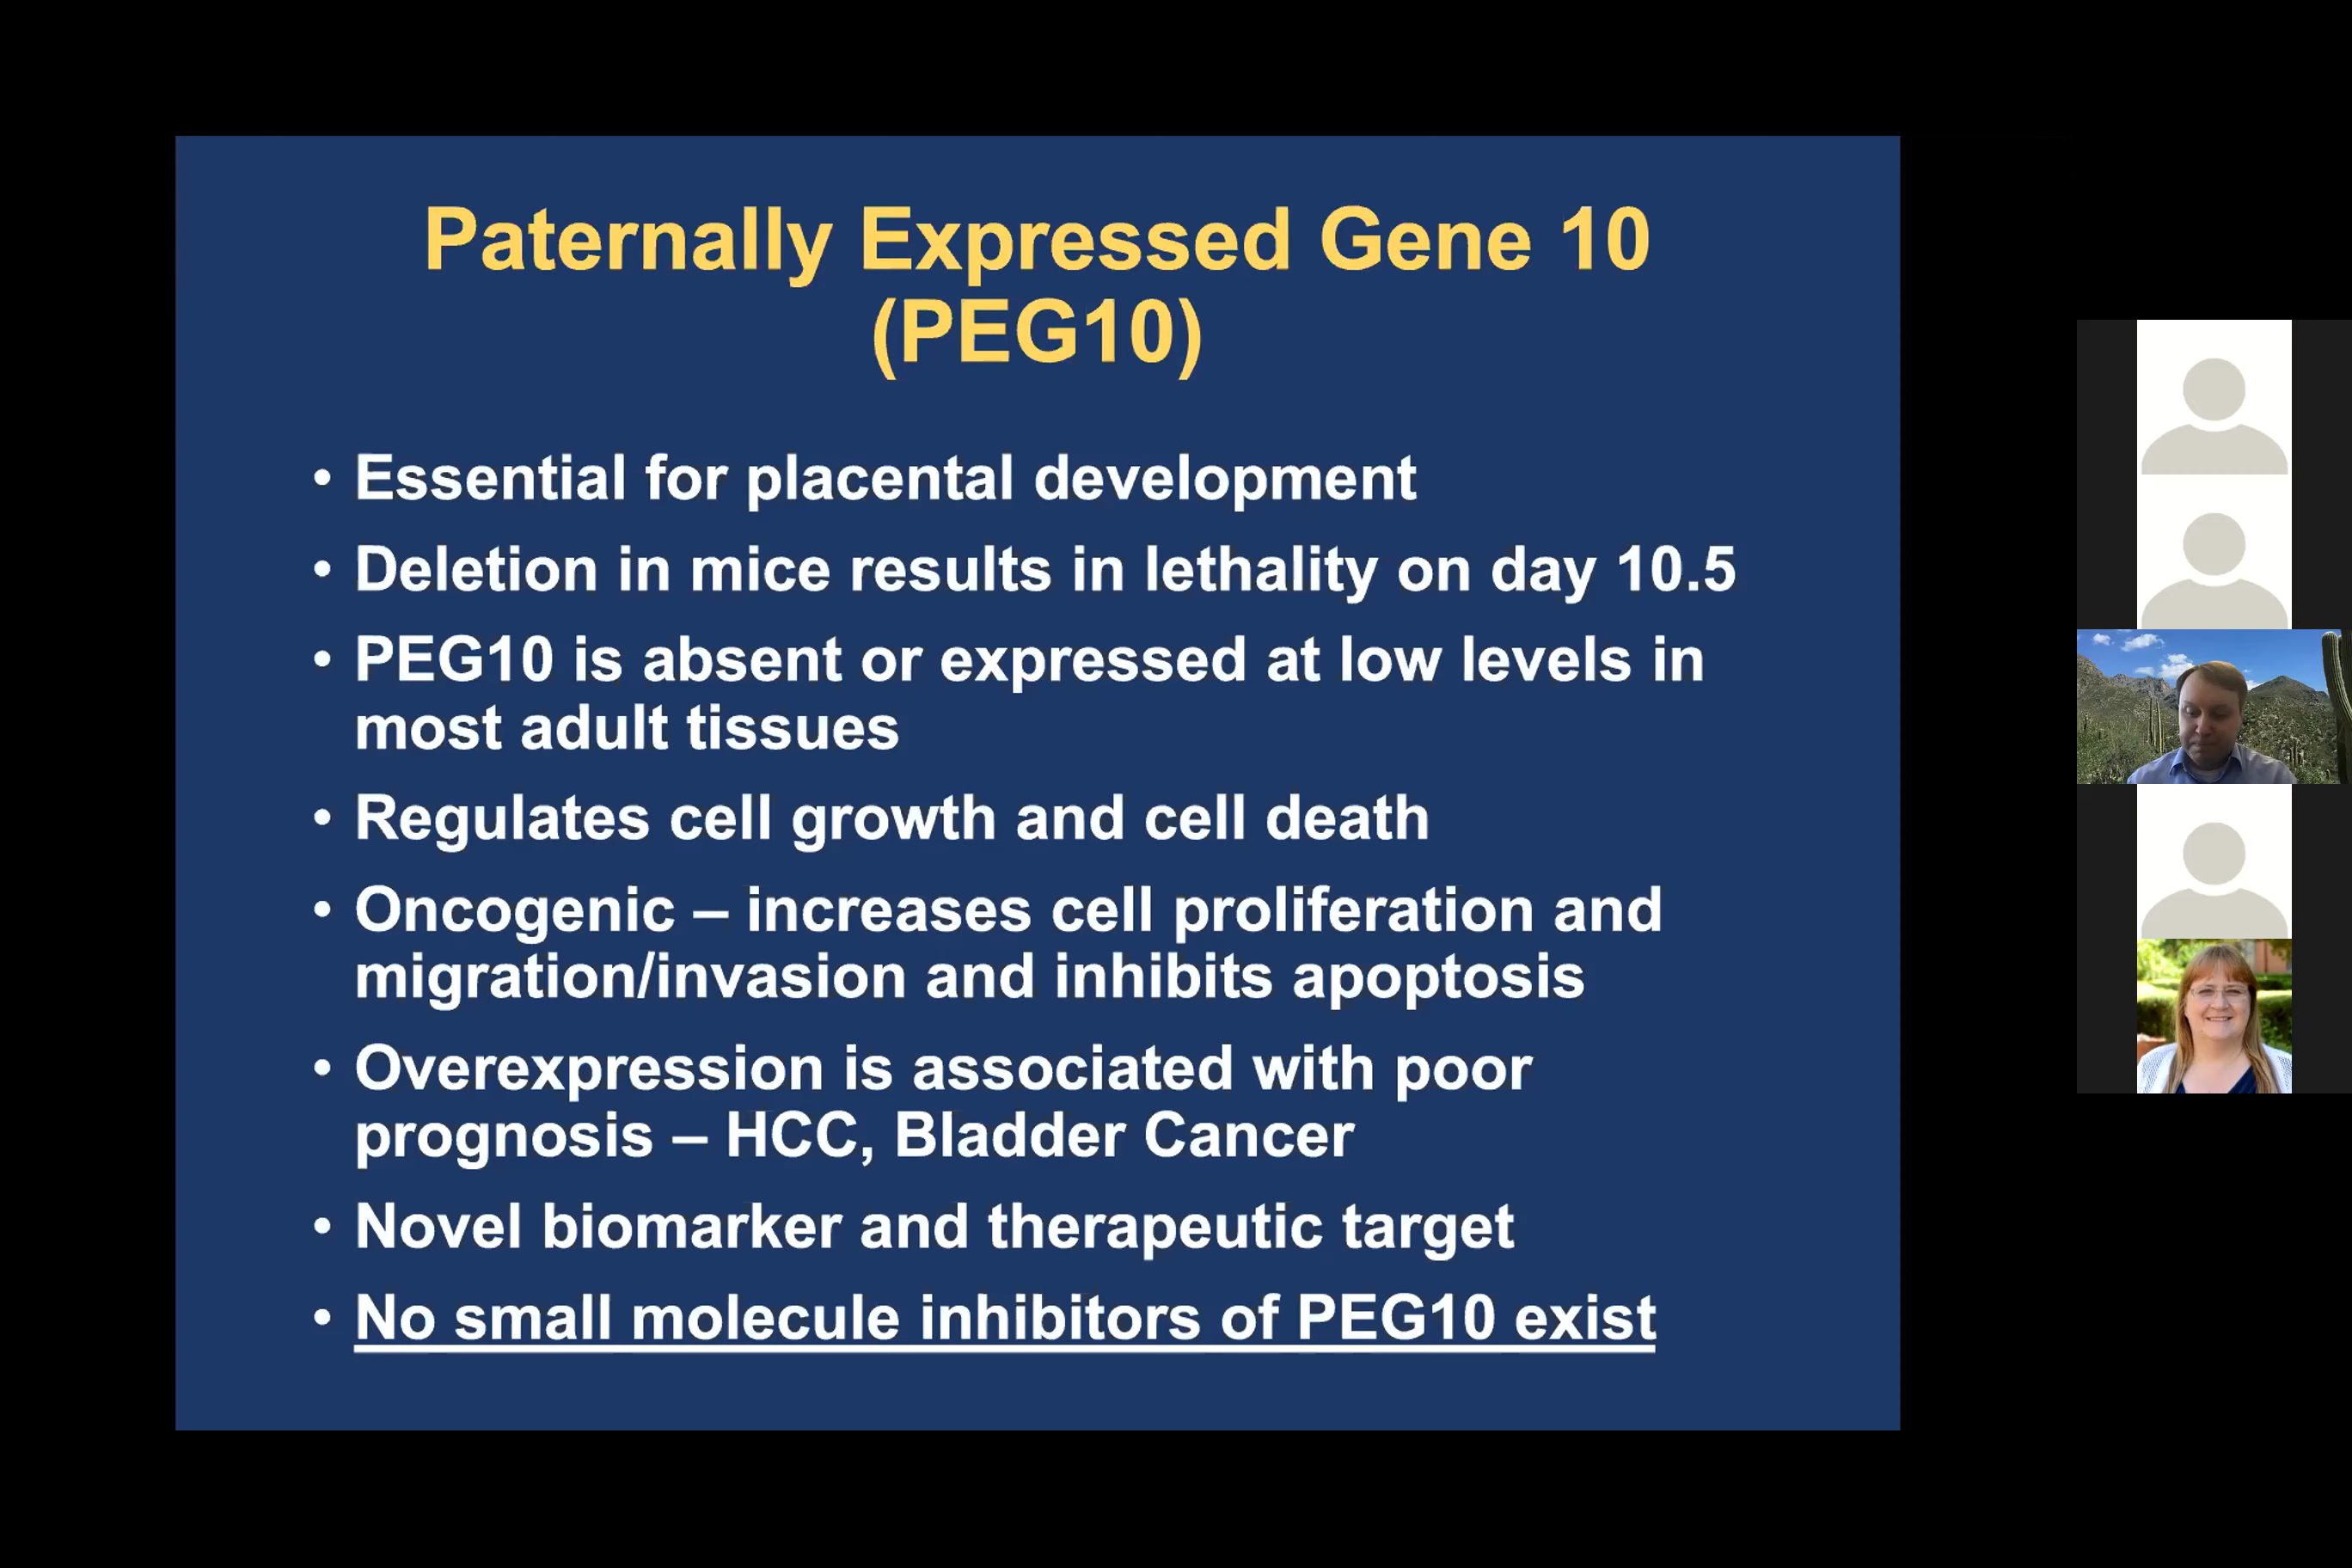 Paternally Expressed Gene 10
(PEG10)
• Essential for placental development
• Deletion in mice results in lethality on day 10.5
• PEG10 is absent or expressed at low levels in
most adult tissues
• Regulates cell growth and cell death
• Oncogenic – increases cell proliferation and
migration/invasion and inhibits apoptosis
• Overexpression is associated with poor
prognosis – HCC, Bladder Cancer
• Novel biomarker and therapeutic target
• No small molecule inhibitors of PEG10 exist